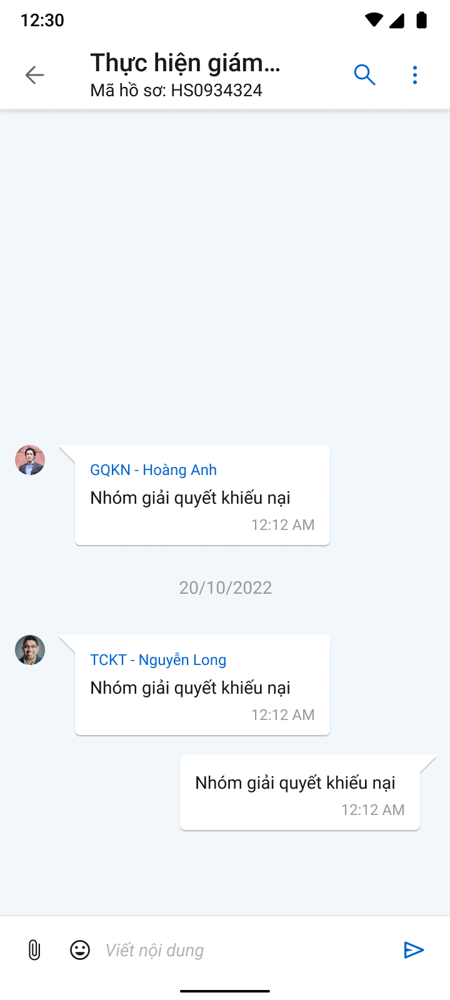 12:30
Thực hiện giám...
Mã hồ sơ: HS0934324
GQKN - Hoàng Anh
Nhóm giải quyết khiếu nại
12:12 AM
20/10/2022
TCKT - Nguyễn Long
Nhóm giải quyết khiếu nại
12:12 AM
Nhóm giải quyết khiếu nại
12:12 AM
Viết nội dung